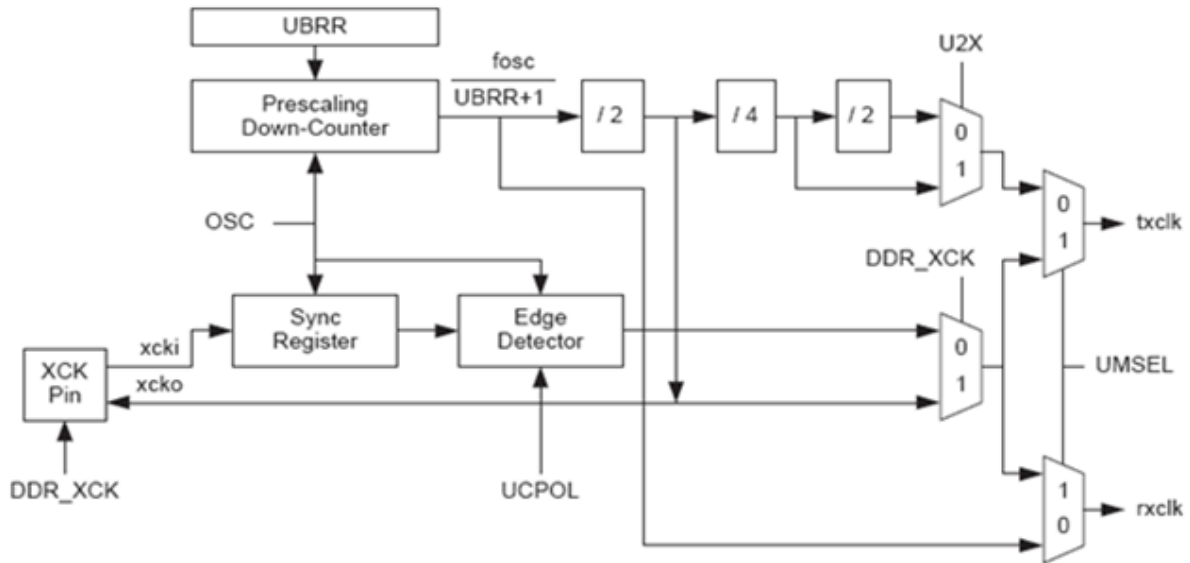 UBRR
fosc
U2X
UBRR+1
Prescaling
Down-Counter
/ 2
/ 4
/ 2
0
1
OSC
0
1
txclk
DDR_XCK
Sync
Register
Edge
Detector
xcki
0
1
XCK
Pin
xcko
UMSEL
DDR_XCK
UCPOL
1
0
rxclk